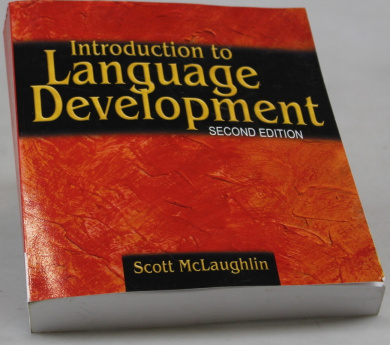 Introduction to
Language
Development
SECOND EDITION
Scott McLaughlin